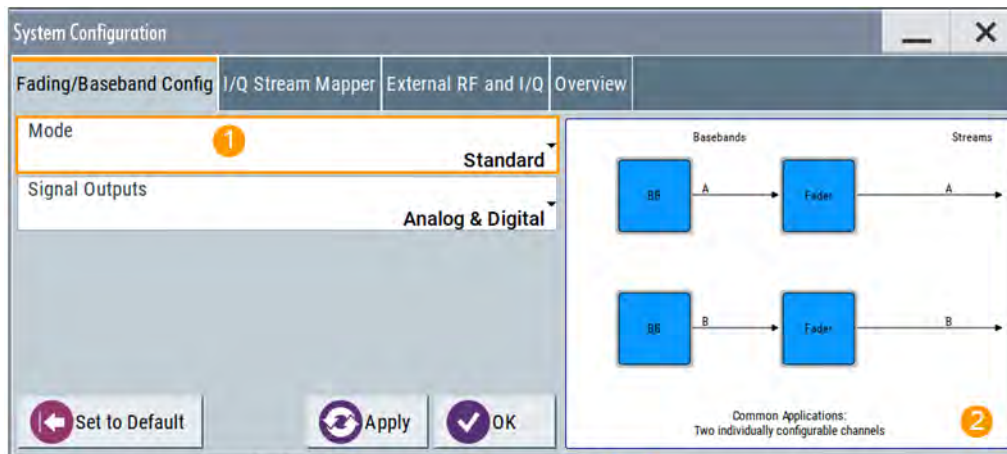 System Configuration
Fading/Baseband Config I/Q Stream Mapper External RF and I/Q Overview
Mode
1
Standard
Signal Outputs
Analog & Digital
Set to Default
Apply
OK
Basebands Streams
BB A Fader A
BB B Fader B
Common Applications:
Two individually configurable channels
2